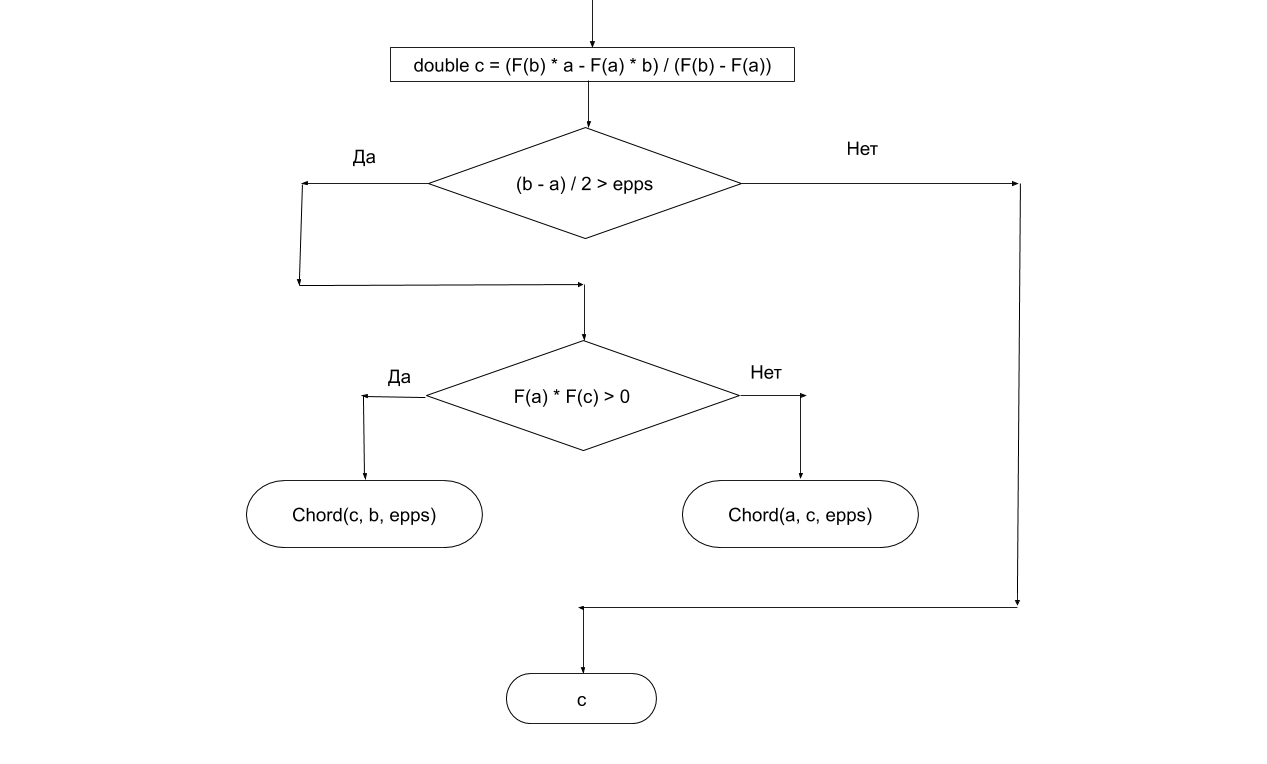 double c = (F(b) * a - F(a) * b) / (F(b) - F(a))
Да
Нет
(b - a) / 2 > epps
Да
Нет
F(a) * F(c) > 0
Chord(c, b, epps)
Chord(a, c, epps)
c